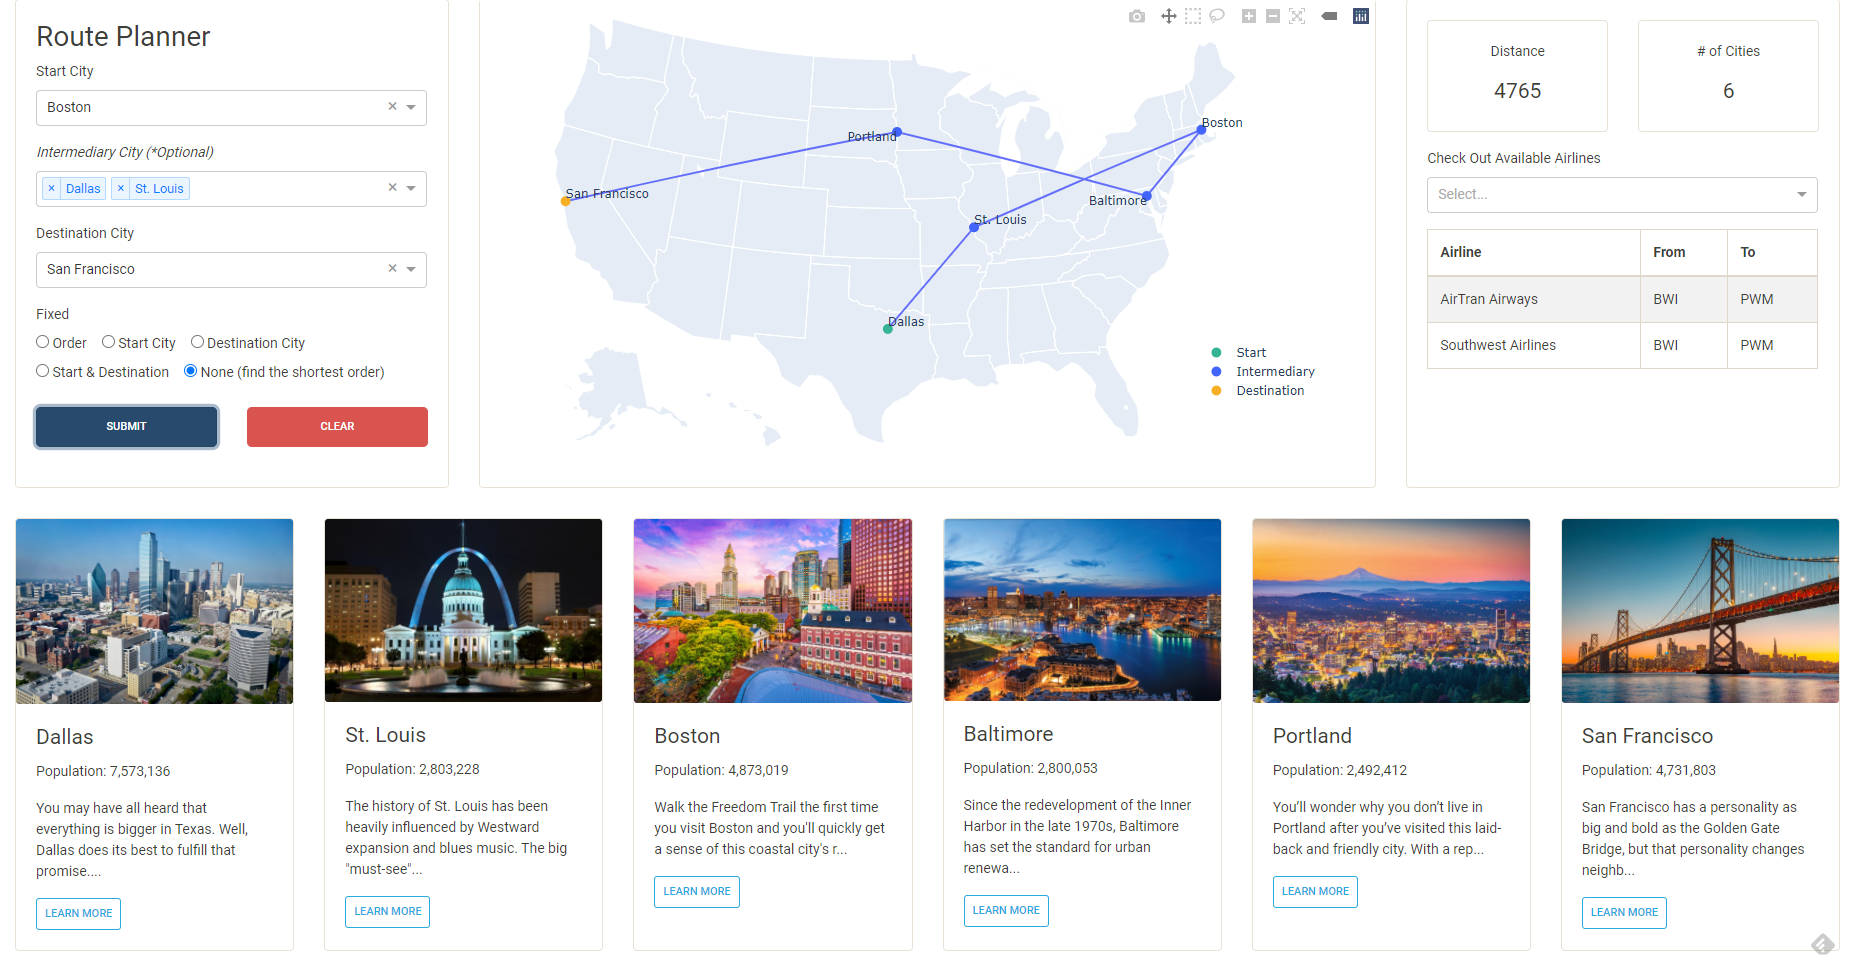 Route Planner
Start City
Boston
Intermediary City (*Optional)
× Dallas × St. Louis
Destination City
San Francisco
Fixed
Order Start City Destination City
Start & Destination None (find the shortest order)
SUBMIT CLEAR
Boston
Portland
San Francisco
Baltimore
St. Louis
Dallas
Start
Intermediary
Destination
Distance
4765
# of Cities
6
Check Out Available Airlines
Select...
Airline From To
AirTran Airways BWI PWM
Southwest Airlines BWI PWM
Dallas
Population: 7,573,136
You may have all heard that
everything is bigger in Texas. Well,
Dallas does its best to fulfill that
promise....
LEARN MORE
St. Louis
Population: 2,803,228
The history of St. Louis has been
heavily influenced by Westward
expansion and blues music. The big
"must-see"...
LEARN MORE
Boston
Population: 4,873,019
Walk the Freedom Trail the first time
you visit Boston and you'll quickly get
a sense of this coastal city's r...
LEARN MORE
Baltimore
Population: 2,800,053
Since the redevelopment of the Inner
Harbor in the late 1970s, Baltimore
has set the standard for urban
renewa...
LEARN MORE
Portland
Population: 2,492,412
You’ll wonder why you don’t live in
Portland after you’ve visited this laid-
back and friendly city. With a rep...
LEARN MORE
San Francisco
Population: 4,731,803
San Francisco has a personality as
big and bold as the Golden Gate
Bridge, but that personality changes
neighb...
LEARN MORE